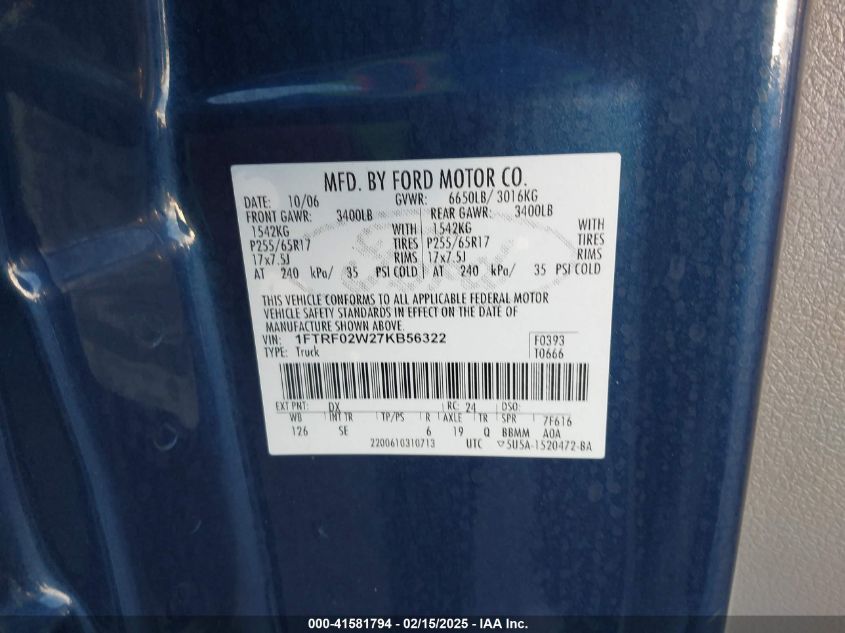 MFD. BY FORD MOTOR CO.
DATE: 10/06 GVWR: 6650LB/ 3016KG
FRONT GAWR: 3400LB REAR GAWR: 3400LB
1542KG WITH 1542KG WITH
P255/65R17 TIRES P255/65R17 TIRES
17x7.5J RIMS 17x7.5J RIMS
AT 240 kPa/ 35 PSI COLD AT 240 kPa/ 35 PSI COLD
THIS VEHICLE CONFORMS TO ALL APPLICABLE FEDERAL MOTOR
VEHICLE SAFETY STANDARDS IN EFFECT ON THE DATE OF
MANUFACTURE SHOWN ABOVE.
VIN: 1FTRF02W27KB56322 F0393
TYPE: Truck T0666
EXT PNT: DX RC: 24 DSO:
WB INT TR TP/PS R AXLE TR SPR 7F616
126 SE 6 19 Q BBMM AOA
2200610310713 UTC ▽5U5A-1520472-BA
000-41581794 - 02/15/2025 - IAA Inc.